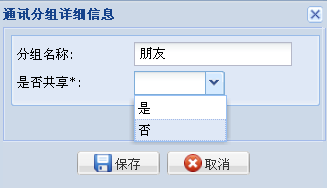 通讯分组详细信息
分组名称: 朋友
是否共享*:
是
否
保存 取消